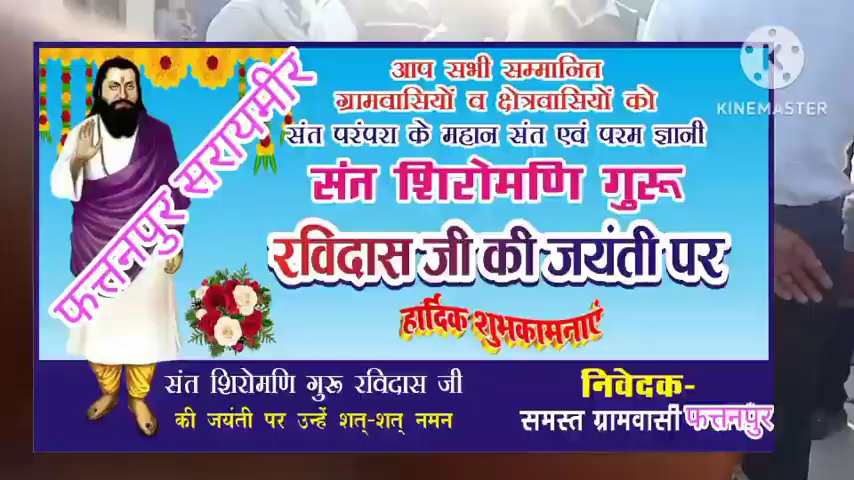 आप सभी सम्मानित
ग्रामवासियों व क्षेत्रवासियों को
संत परंपरा के महान संत एवं परम ज्ञानी
संत शिरोमणि गुरू
रविदास जी की जयंती पर
हार्दिक शुभकामनाएं
फत्तनपुर सरायमीर
संत शिरोमणि गुरू रविदास जी
की जयंती पर उन्हें शत्-शत् नमन
निवेदक-
समस्त ग्रामवासी फत्तनपुर
K
KINEMASTER